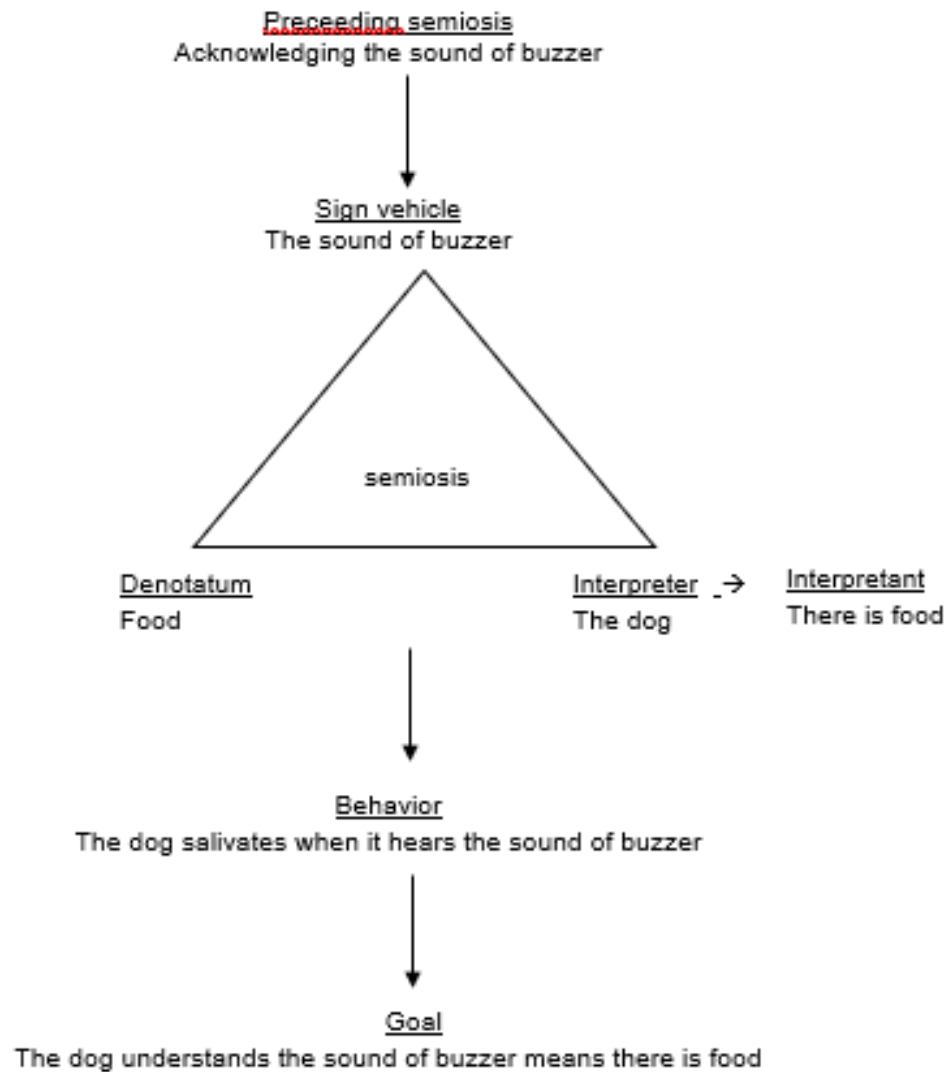 Preceeding semiosis
Acknowledging the sound of buzzer
Sign vehicle
The sound of buzzer
semiosis
Denotatum
Food
Interpreter
The dog
Interpretant
There is food
Behavior
The dog salivates when it hears the sound of buzzer
Goal
The dog understands the sound of buzzer means there is food